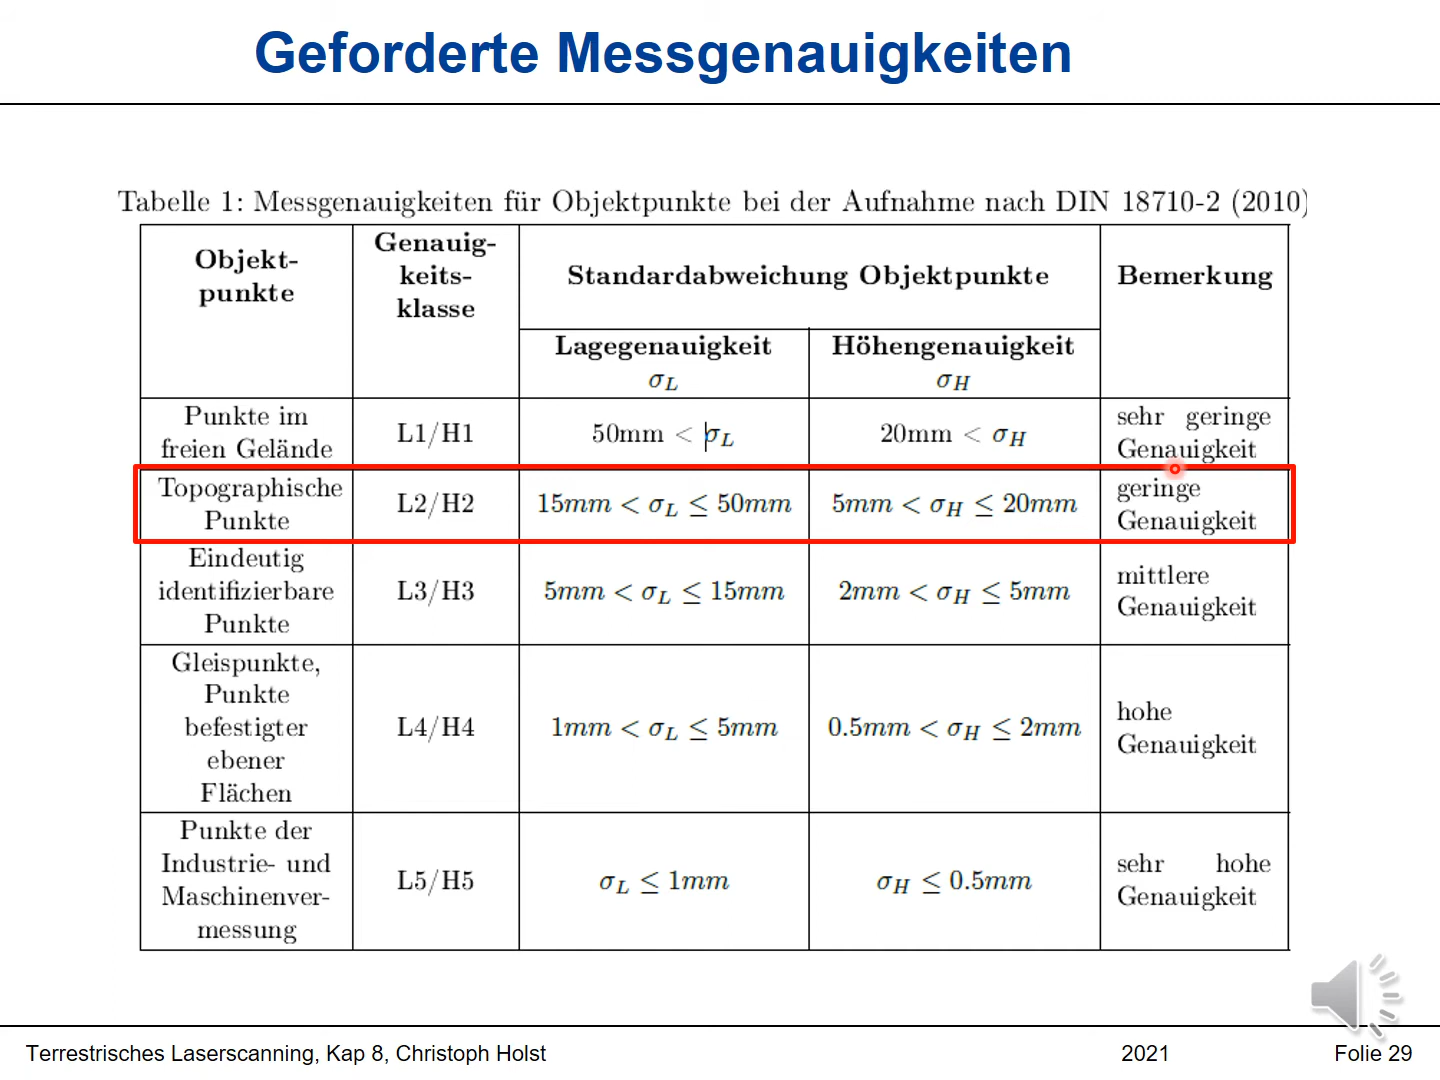 Geforderte Messgenauigkeiten
Tabelle 1: Messgenauigkeiten für Objektpunkte bei der Aufnahme nach DIN 18710-2 (2010)
Objekt-
punkte
Genauig-
keits-
klasse
Standardabweichung Objektpunkte
Bemerkung
Lagegenauigkeit
σL
Höhengenauigkeit
σH
Punkte im
freien Gelände
L1/H1
50mm < σL
20mm < σH
sehr geringe
Genauigkeit
Topographische
Punkte
L2/H2
15mm < σL ≤ 50mm
5mm < σH ≤ 20mm
geringe
Genauigkeit
Eindeutig
identifizierbare
Punkte
L3/H3
5mm < σL ≤ 15mm
2mm < σH ≤ 5mm
mittlere
Genauigkeit
Gleispunkte,
Punkte
befestigter
ebener
Flächen
L4/H4
1mm < σL ≤ 5mm
0.5mm < σH ≤ 2mm
hohe
Genauigkeit
Punkte der
Industrie- und
Maschinenver-
messung
L5/H5
σL ≤ 1mm
σH ≤ 0.5mm
sehr hohe
Genauigkeit
Terrestrisches Laserscanning, Kap 8, Christoph Holst
2021
Folie 29